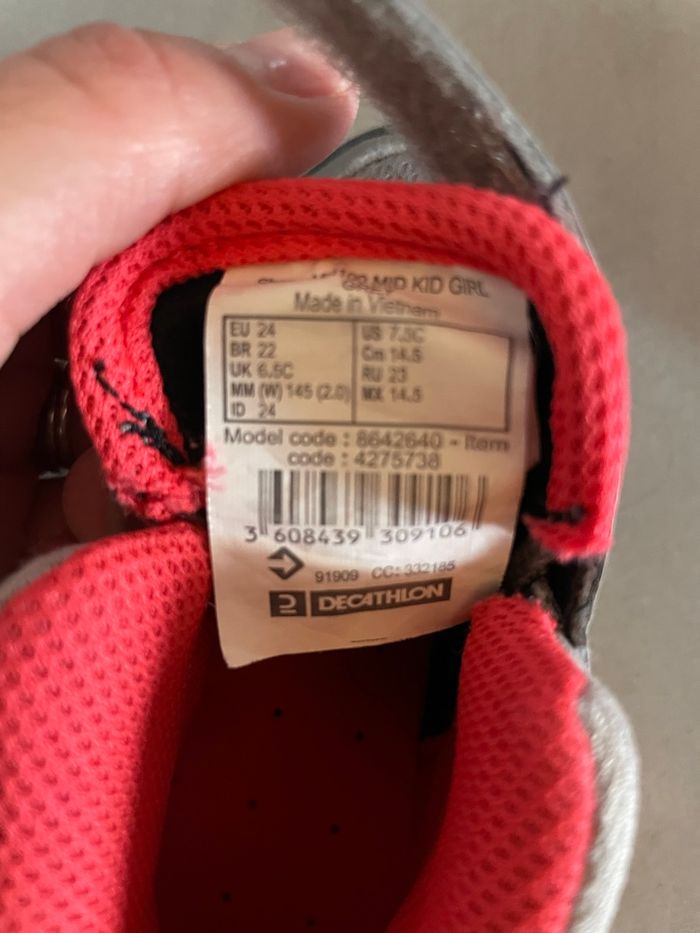 MID KID GIRL
Made in Vietnam
EU 24
BR 22
UK 6.5C
MM (W) 145 (2.0)
ID 24
US 7.5C
Cm 14.5
RU 23
MX 14.5
Model code : 8642640 - Item
code : 4275738
3 608439 309106
91909 CC: 332185
DECATHLON